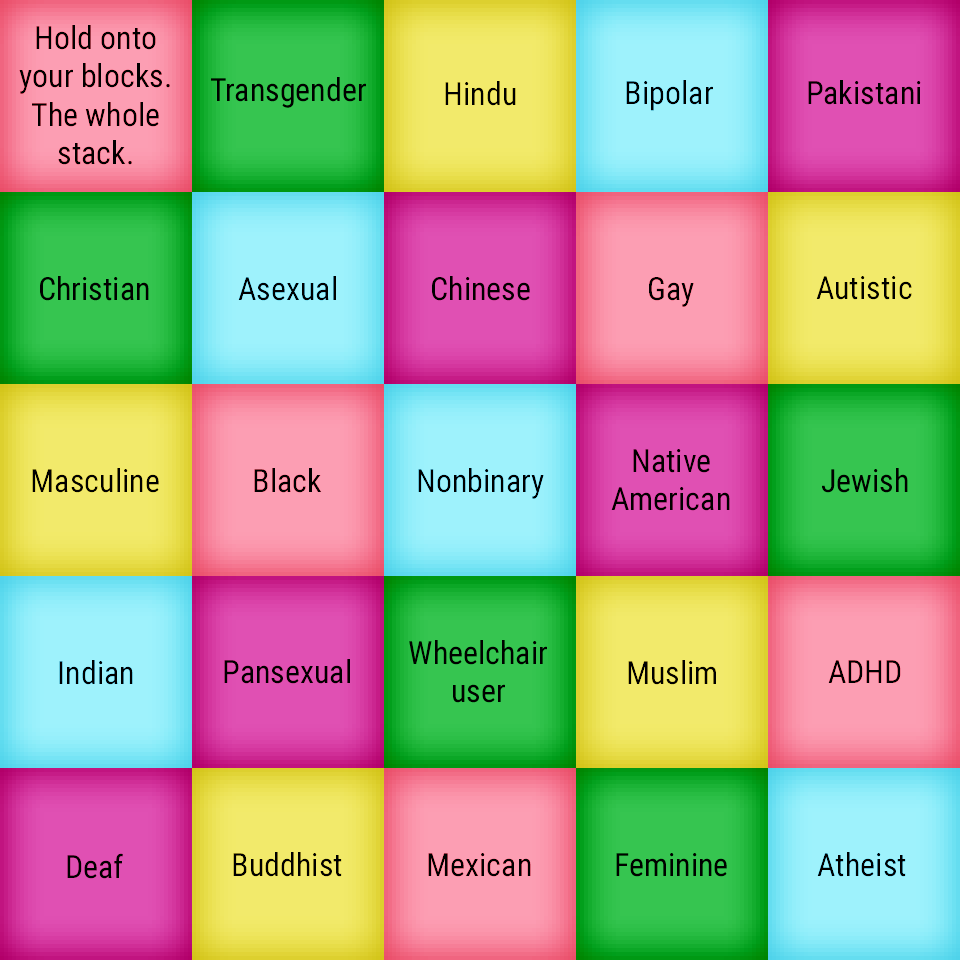 Hold onto
your blocks.
The whole
stack.
Transgender
Hindu
Bipolar
Pakistani
Christian
Asexual
Chinese
Gay
Autistic
Masculine
Black
Nonbinary
Native
American
Jewish
Indian
Pansexual
Wheelchair
user
Muslim
ADHD
Deaf
Buddhist
Mexican
Feminine
Atheist